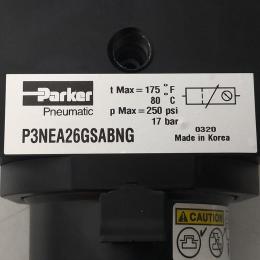 Parker
Pneumatic
t Max = 175 °F
80 °C
p Max = 250 psi
17 bar
0320
Made in Korea
P3NEA26GSABNG
CAUTION